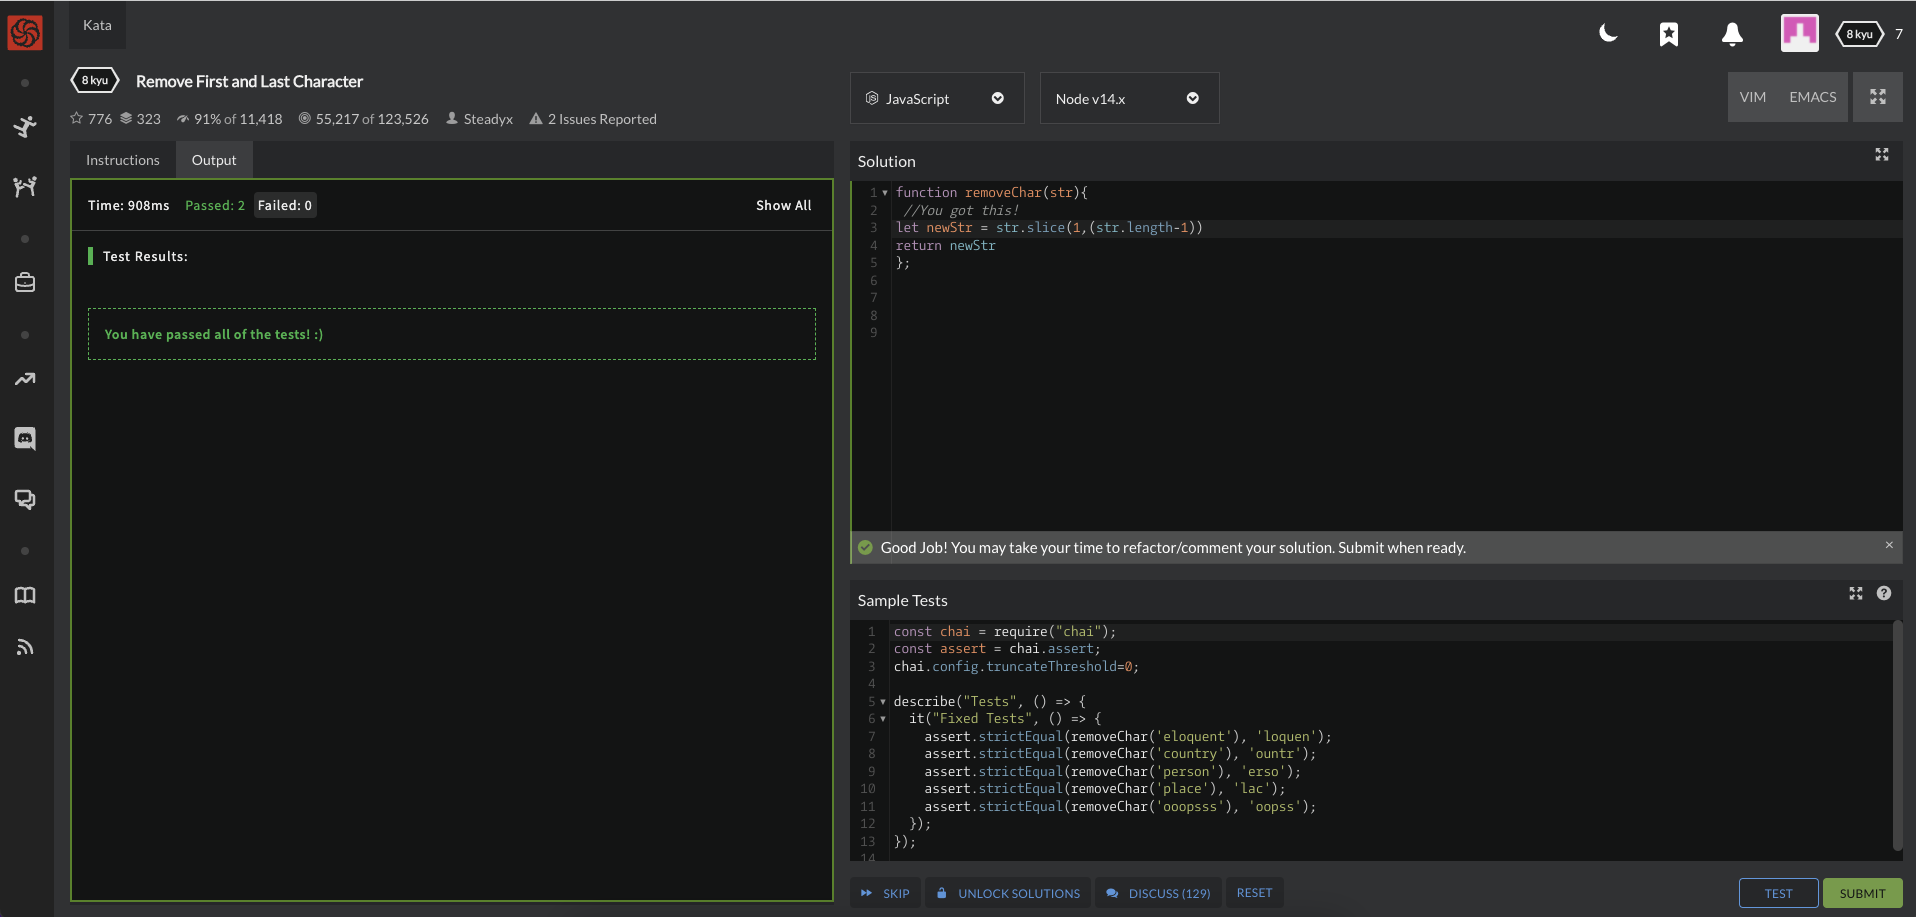 Kata
8 kyu 7
8 kyu Remove First and Last Character
776 323 91% of 11,418 55,217 of 123,526 Steadyx 2 Issues Reported
JavaScript Node v14.x
VIM EMACS
Instructions Output
Time: 908ms Passed: 2 Failed: 0 Show All
Test Results:
You have passed all of the tests! :)
Solution
1 function removeChar(str){
2 //You got this!
3 let newStr = str.slice(1,(str.length-1))
4 return newStr
5 };
6
7
8
9
Good Job! You may take your time to refactor/comment your solution. Submit when ready. ×
Sample Tests
1 const chai = require("chai");
2 const assert = chai.assert;
3 chai.config.truncateThreshold=0;
4
5 describe("Tests", () => {
6 it("Fixed Tests", () => {
7 assert.strictEqual(removeChar('eloquent'), 'loquen');
8 assert.strictEqual(removeChar('country'), 'ountr');
9 assert.strictEqual(removeChar('person'), 'erso');
10 assert.strictEqual(removeChar('place'), 'lac');
11 assert.strictEqual(removeChar('ooopsss'), 'oopss');
12 });
13 });
14
SKIP UNLOCK SOLUTIONS DISCUSS (129) RESET TEST SUBMIT